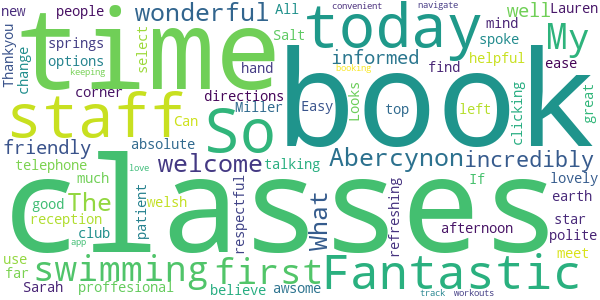 new people wonderful time today All Lauren
Thankyou change springs options select hand
convenient navigate Salt mind well My
informed spoke find helpful ease
corner directions Miller Easy top left clicking great
keeping booking Looks book
staff So Can absolute
friendly welcome talking Abercynon incredibly
telephone much The good reception club welsh patient
love app classes respectful What refreshing
If lovely earth star polite afternoon meet
use far swimming first Fantastic
Sarah proffesional believe awsome track workouts